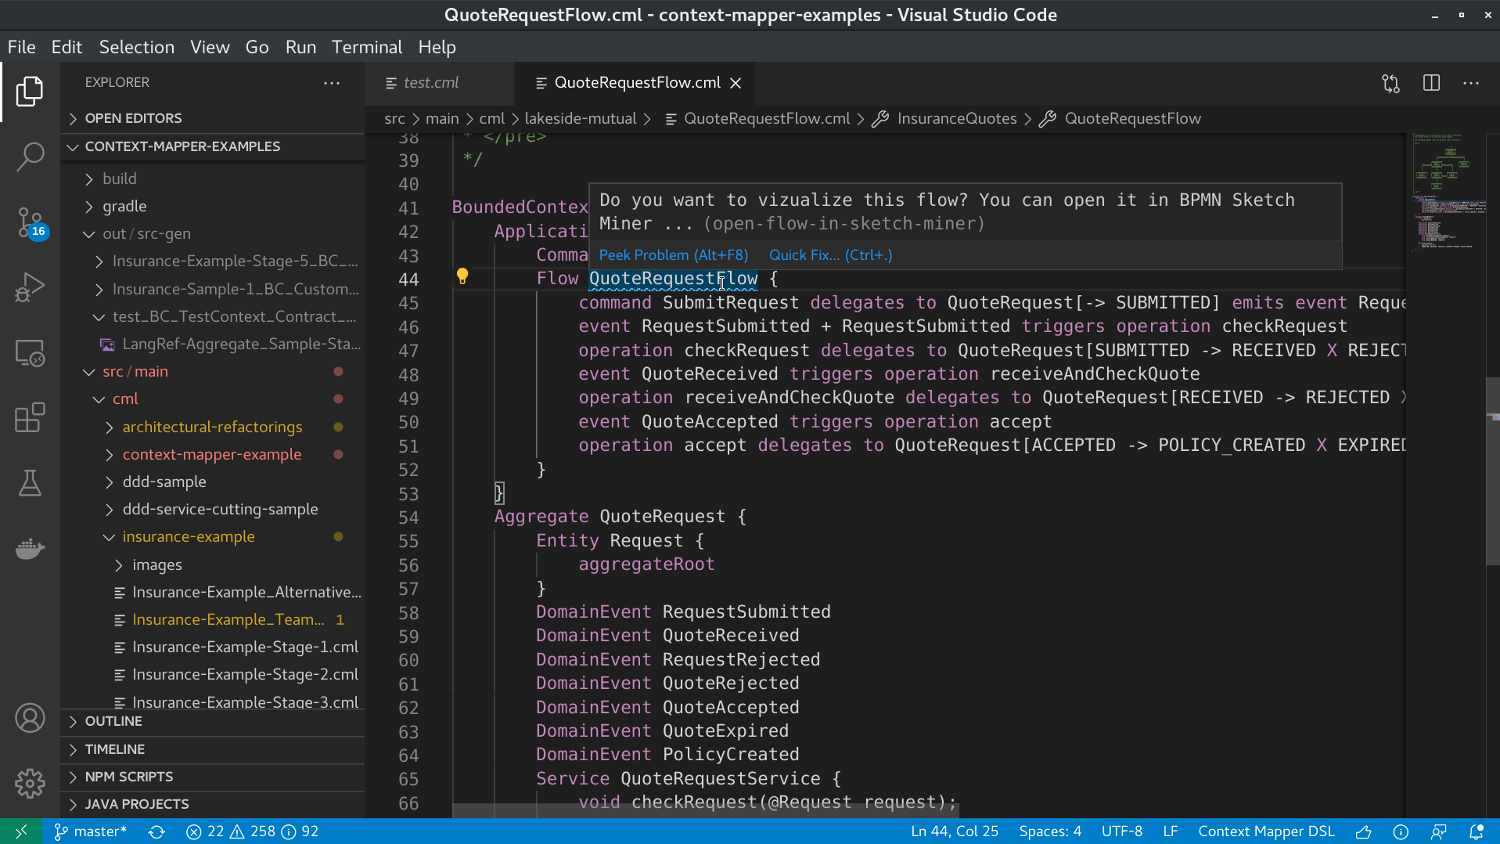 QuoteRequestFlow.cml - context-mapper-examples - Visual Studio Code
File Edit Selection View Go Run Terminal Help
EXPLORER
OPEN EDITORS
CONTEXT-MAPPER-EXAMPLES
build
gradle
out / src-gen
Insurance-Example-Stage-5_BC_...
Insurance-Sample-1_BC_Custom...
test_BC_TestContext_Contract_...
LangRef-Aggregate_Sample-Sta...
src / main
cml
architectural-refactorings
context-mapper-example
ddd-sample
ddd-service-cutting-sample
insurance-example
images
Insurance-Example_Alternative...
Insurance-Example_Team... 1
Insurance-Example-Stage-1.cml
Insurance-Example-Stage-2.cml
Insurance-Example-Stage-3.cml
OUTLINE
TIMELINE
NPM SCRIPTS
JAVA PROJECTS
16
test.cml
QuoteRequestFlow.cml
src > main > cml > lakeside-mutual > QuoteRequestFlow.cml > InsuranceQuotes > QuoteRequestFlow
38 * </pre>
39 */
40
41 BoundedContex
42 Applicati
43 Comma
44 Flow QuoteRequestFlow {
45 command SubmitRequest delegates to QuoteRequest[-> SUBMITTED] emits event Reque
46 event RequestSubmitted + RequestSubmitted triggers operation checkRequest
47 operation checkRequest delegates to QuoteRequest[SUBMITTED -> RECEIVED X REJECT
48 event QuoteReceived triggers operation receiveAndCheckQuote
49 operation receiveAndCheckQuote delegates to QuoteRequest[RECEIVED -> REJECTED X
50 event QuoteAccepted triggers operation accept
51 operation accept delegates to QuoteRequest[ACCEPTED -> POLICY_CREATED X EXPIRED
52 }
53 }
54 Aggregate QuoteRequest {
55 Entity Request {
56 aggregateRoot
57 }
58 DomainEvent RequestSubmitted
59 DomainEvent QuoteReceived
60 DomainEvent RequestRejected
61 DomainEvent QuoteRejected
62 DomainEvent QuoteAccepted
63 DomainEvent QuoteExpired
64 DomainEvent PolicyCreated
65 Service QuoteRequestService {
66 void checkRequest(@Request request);
Do you want to vizualize this flow? You can open it in BPMN Sketch
Miner ... (open-flow-in-sketch-miner)
Peek Problem (Alt+F8) Quick Fix... (Ctrl+.)
master* 22 258 92 Ln 44, Col 25 Spaces: 4 UTF-8 LF Context Mapper DSL